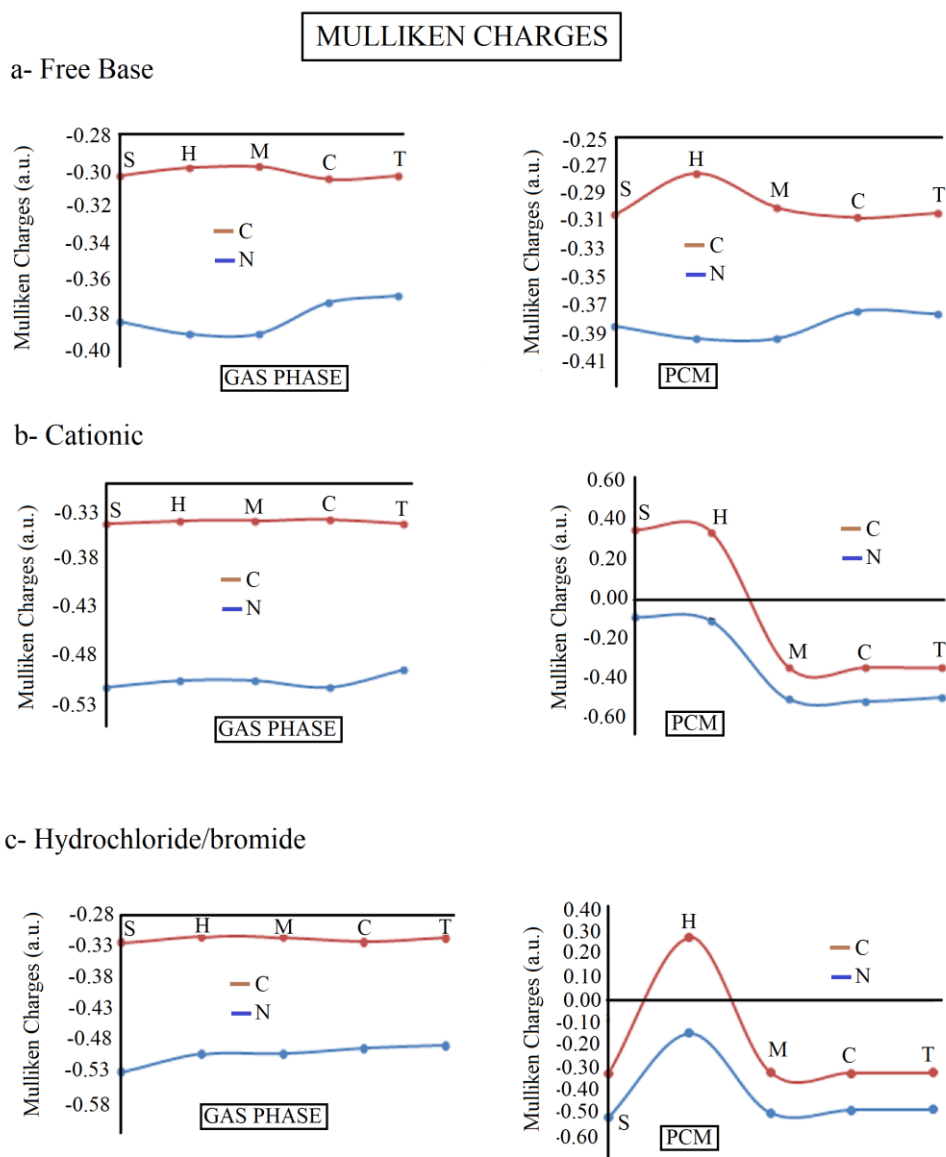 MULLIKEN CHARGES
a- Free Base
Mulliken Charges (a.u.)
-0.28
-0.30
-0.32
-0.34
-0.36
-0.38
-0.40
S H M C T
C
N
GAS PHASE
Mulliken Charges (a.u.)
-0.25
-0.27
-0.29
-0.31
-0.33
-0.35
-0.37
-0.39
-0.41
S H M C T
C
N
PCM
b- Cationic
Mulliken Charges (a.u.)
-0.33
-0.38
-0.43
-0.48
-0.53
S H M C T
C
N
GAS PHASE
Mulliken Charges (a.u.)
0.60
0.40
0.20
0.00
-0.20
-0.40
-0.60
S H M C T
C
N
PCM
c- Hydrochloride/bromide
Mulliken Charges (a.u.)
-0.28
-0.33
-0.38
-0.43
-0.48
-0.53
-0.58
S H M C T
C
N
GAS PHASE
Mulliken Charges (a.u.)
0.40
0.30
0.20
0.10
0.00
-0.10
-0.20
-0.30
-0.40
-0.50
-0.60
S H M C T
C
N
PCM